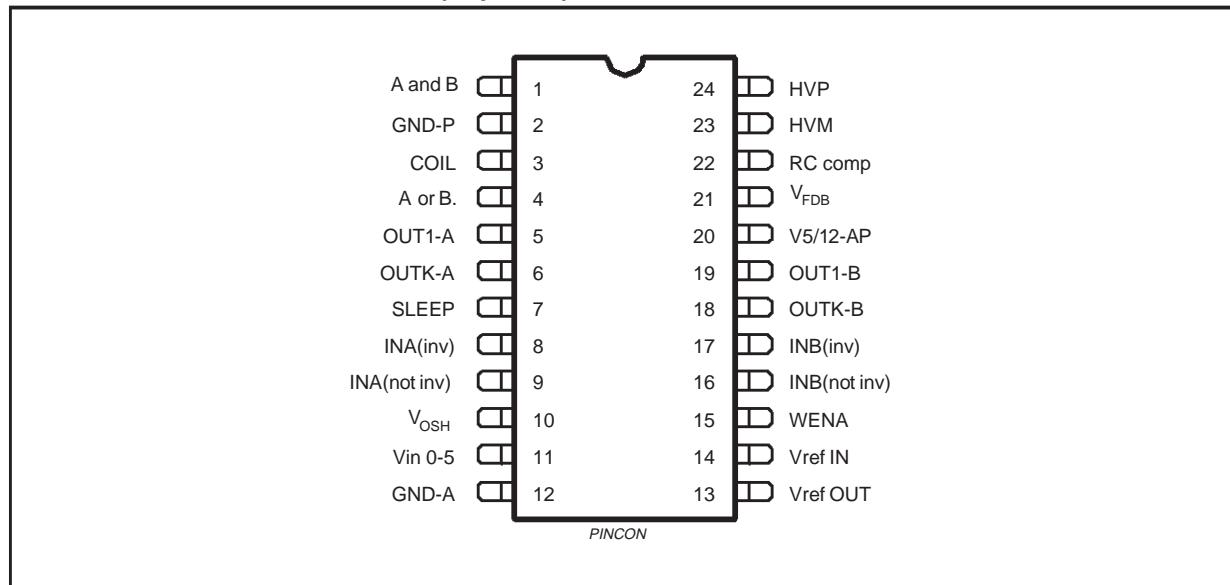 A and B 1 24 HVP
GND-P 2 23 HVM
COIL 3 22 RC comp
A or B. 4 21 VFDB
OUT1-A 5 20 V5/12-AP
OUTK-A 6 19 OUT1-B
SLEEP 7 18 OUTK-B
INA(inv) 8 17 INB(inv)
INA(not inv) 9 16 INB(not inv)
VOSH 10 15 WENA
Vin 0-5 11 14 Vref IN
GND-A 12 13 Vref OUT
PINCON